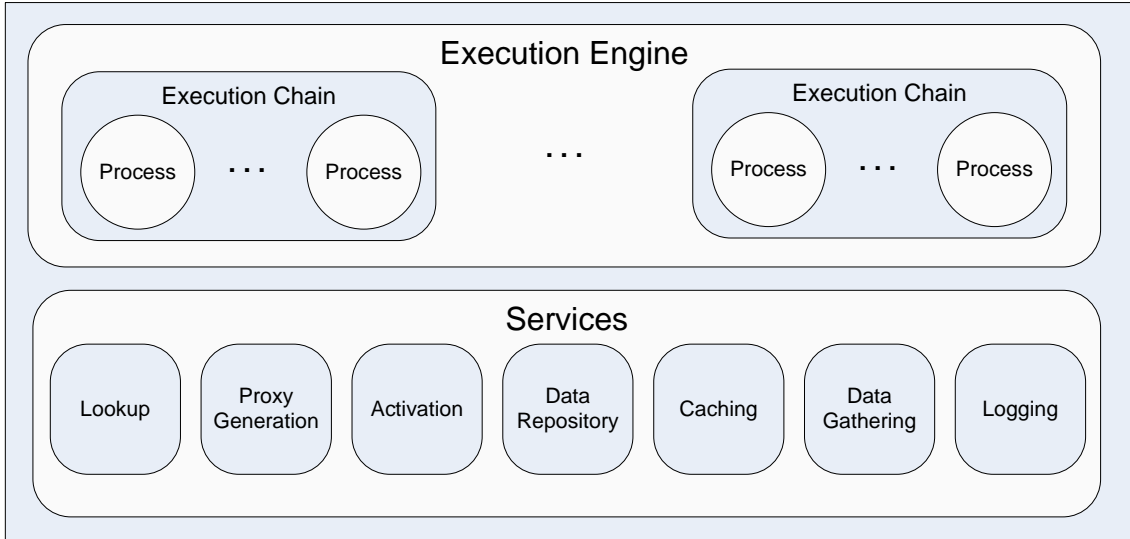 Execution Engine
Execution Chain
Process
...
Process
...
Execution Chain
Process
...
Process
Services
Lookup
Proxy
Generation
Activation
Data
Repository
Caching
Data
Gathering
Logging